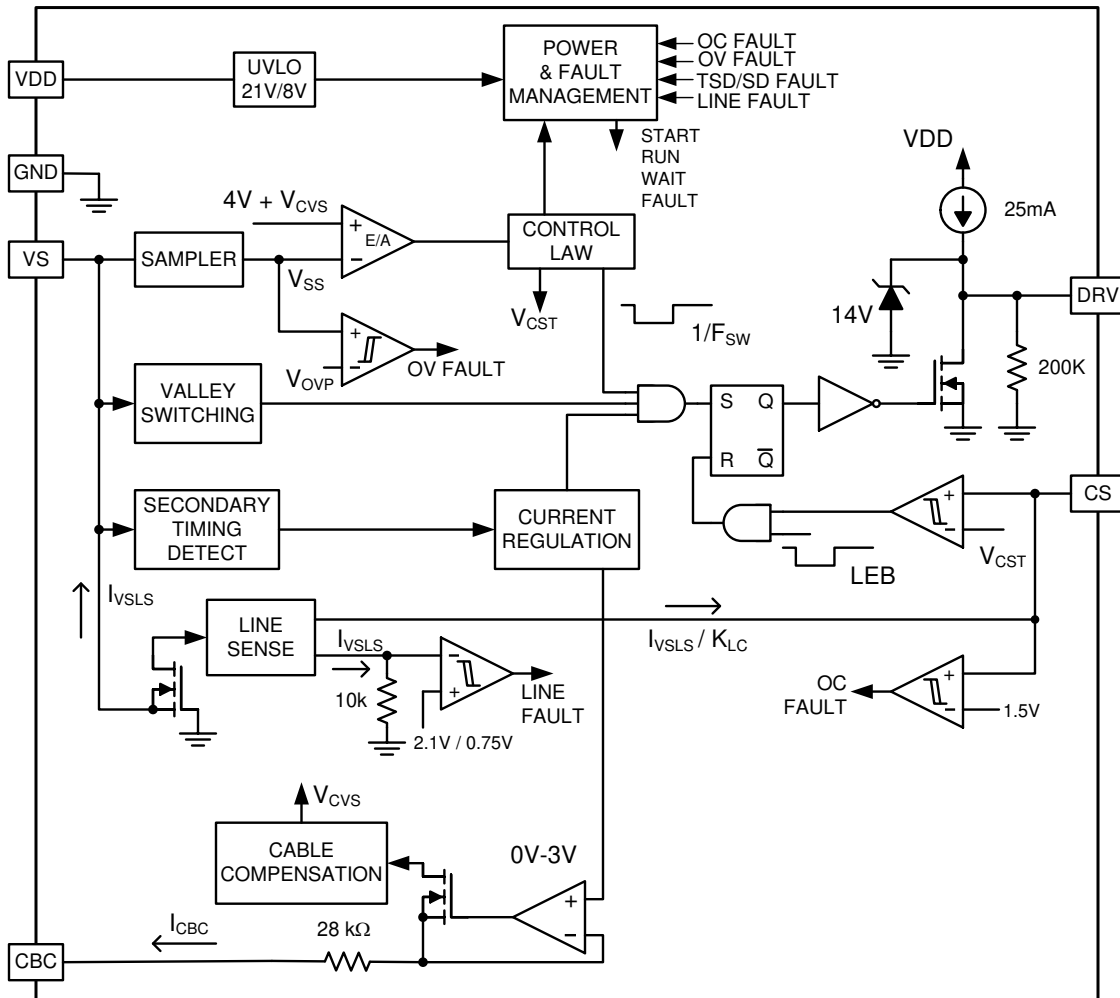 VDD
UVLO
21V/8V
POWER
& FAULT
MANAGEMENT
OC FAULT
OV FAULT
TSD/SD FAULT
LINE FAULT
START
RUN
WAIT
FAULT
GND
VDD
25mA
4V + VCVS
VS
SAMPLER
+
E/A
−
CONTROL
LAW
VSS
VCST
14V
DRV
1/FSW
+
−
OV FAULT
VOVP
200K
VALLEY
SWITCHING
S Q
R Q̅
SECONDARY
TIMING
DETECT
CURRENT
REGULATION
+
−
CS
VCST
LEB
IVSLS
LINE
SENSE
IVSLS
IVSLS / KLC
−
+
LINE
FAULT
10k
2.1V / 0.75V
OC
FAULT
+
−
1.5V
VCVS
CABLE
COMPENSATION
0V-3V
+
−
ICBC
28 kΩ
CBC